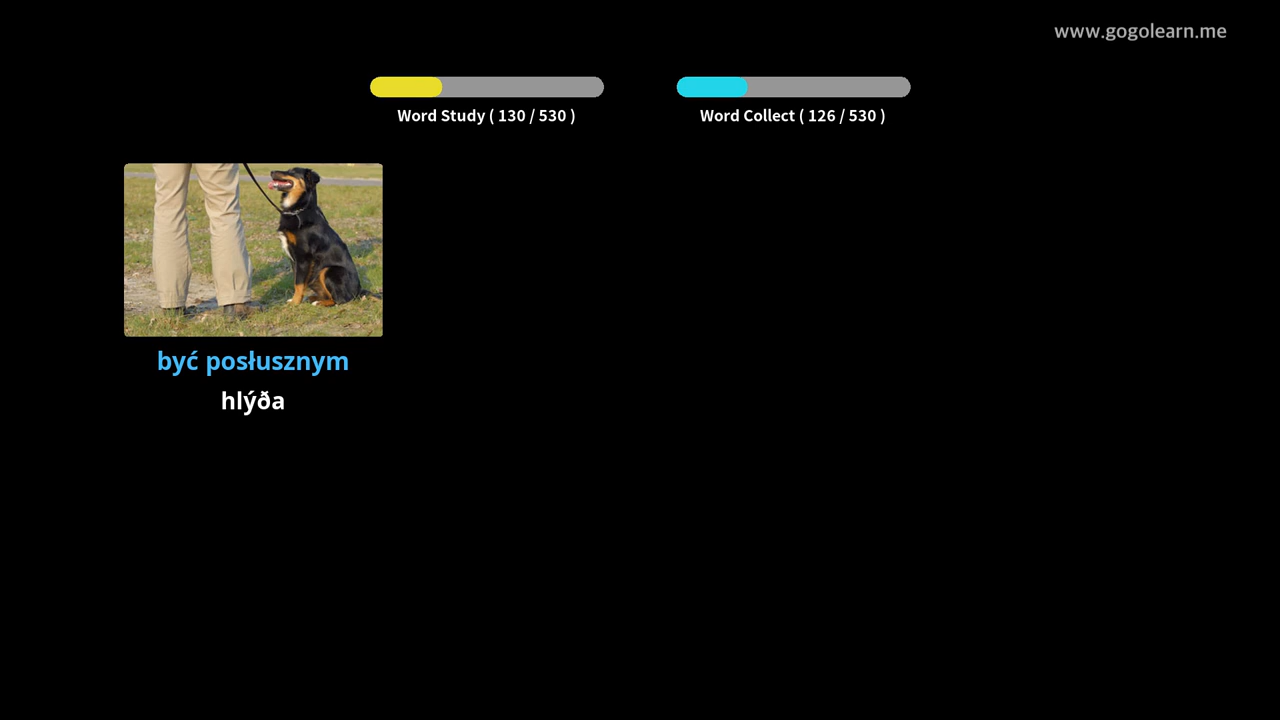 www.gogolearn.me
Word Study ( 130 / 530 )
Word Collect ( 126 / 530 )
być posłusznym
hlýða